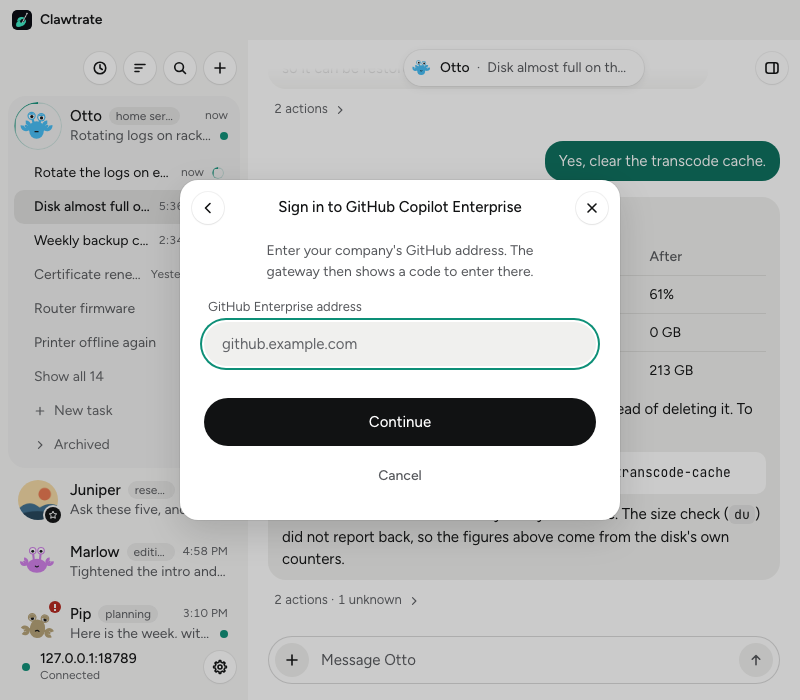 Clawtrate
Otto · Disk almost full on th...
Otto home ser... now
Rotating logs on rack...
Rotate the logs on e... now
Disk almost full o... 5:36
Weekly backup c... 2:34
Certificate rene... Yeste
Router firmware
Printer offline again
Show all 14
New task
Archived
Juniper rese...
Ask these five, an
Marlow editi... 4:58 PM
Tightened the intro and...
Pip planning 3:10 PM
Here is the week. wit...
127.0.0.1:18789
Connected
2 actions
Yes, clear the transcode cache.
After
61%
0 GB
213 GB
ead of deleting it. To
transcode-cache
. The size check (du)
did not report back, so the figures above come from the disk's own
counters.
2 actions · 1 unknown
Message Otto
Sign in to GitHub Copilot Enterprise
Enter your company's GitHub address. The
gateway then shows a code to enter there.
GitHub Enterprise address
github.example.com
Continue
Cancel